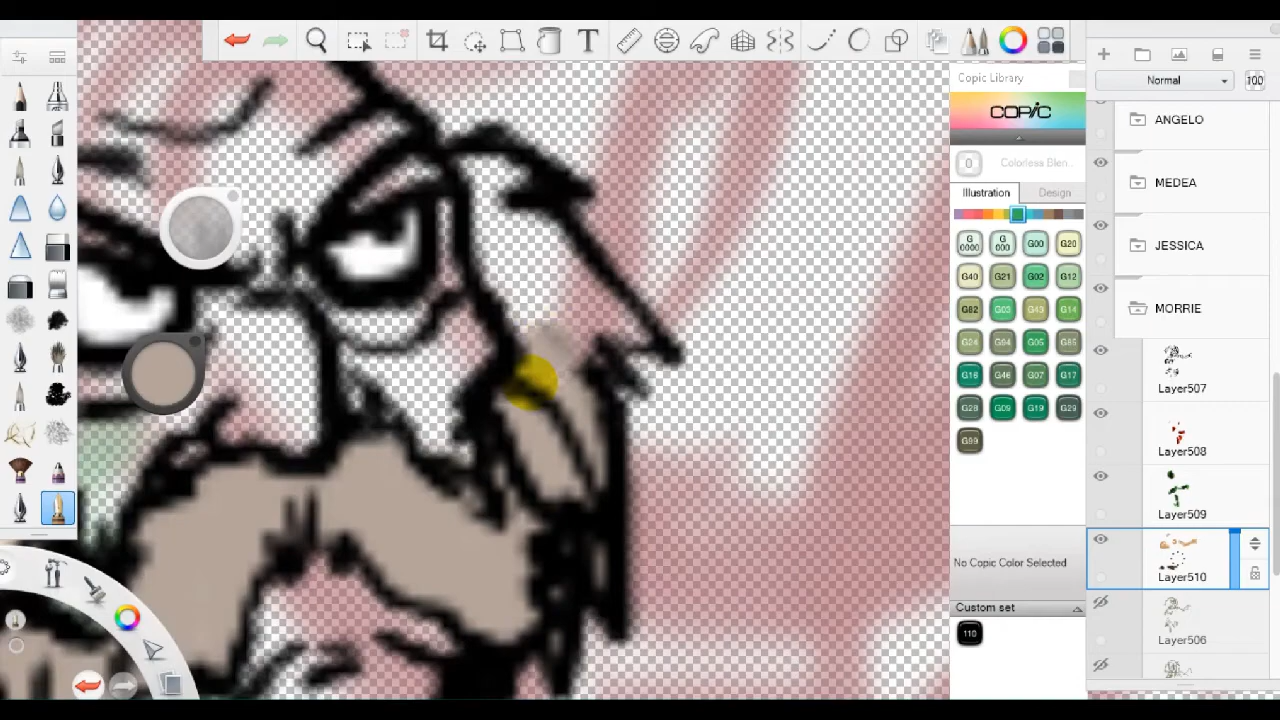 T
Copic Library
COPIC
0 Colorless Blen...
Illustration Design
G0000 G000 G00 G20
G40 G21 G02 G12
G82 G03 G43 G14
G24 G94 G05 G85
G16 G46 G07 G17
G28 G09 G19 G29
G99
No Copic Color Selected
Custom set
110
Normal 100
ANGELO
MEDEA
JESSICA
MORRIE
Layer507
Layer508
Layer509
Layer510
Layer506